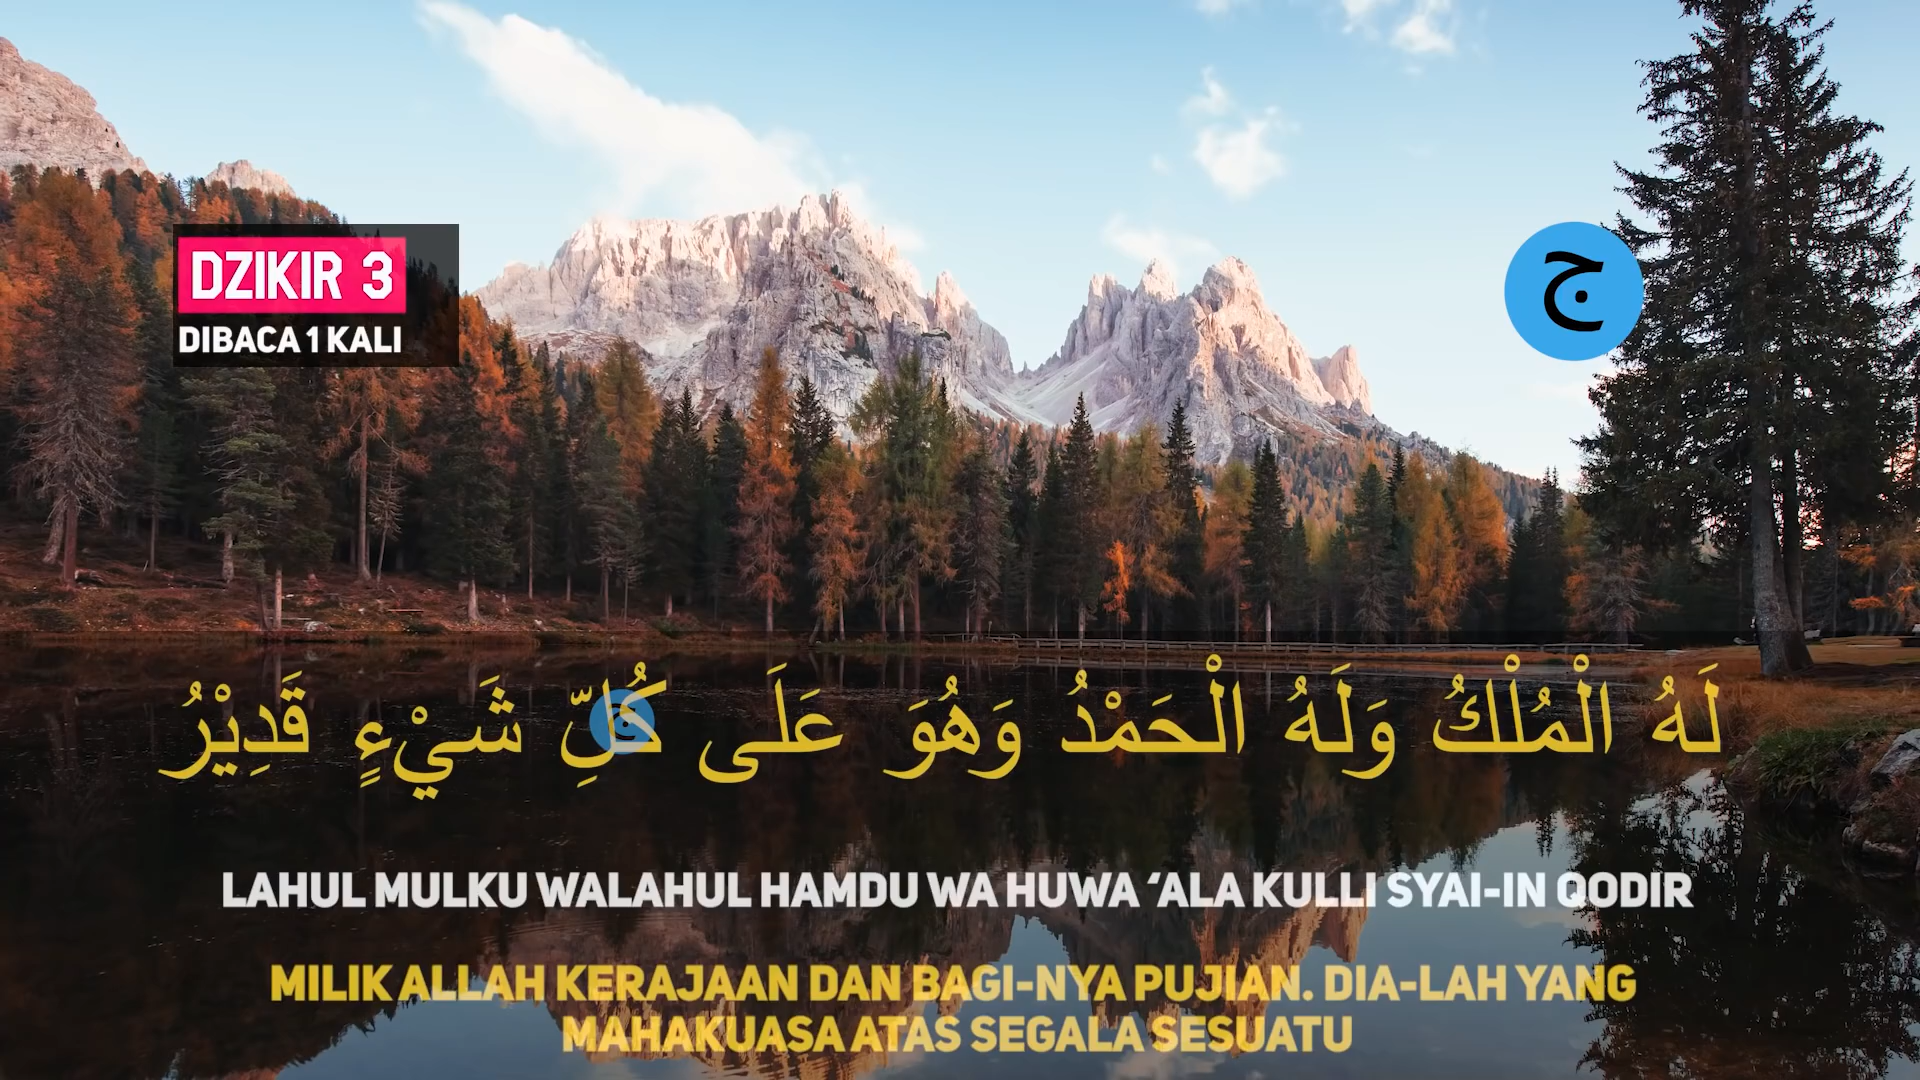 DZIKIR 3
DIBACA 1 KALI
ج
لَهُ الْمُلْكُ وَلَهُ الْحَمْدُ وَهُوَ عَلَى كُلِّ شَيْءٍ قَدِيْرُ
LAHUL MULKU WALAHUL HAMDU WA HUWA ‘ALA KULLI SYAI-IN QODIR
MILIK ALLAH KERAJAAN DAN BAGI-NYA PUJIAN. DIA-LAH YANG
MAHAKUASA ATAS SEGALA SESUATU